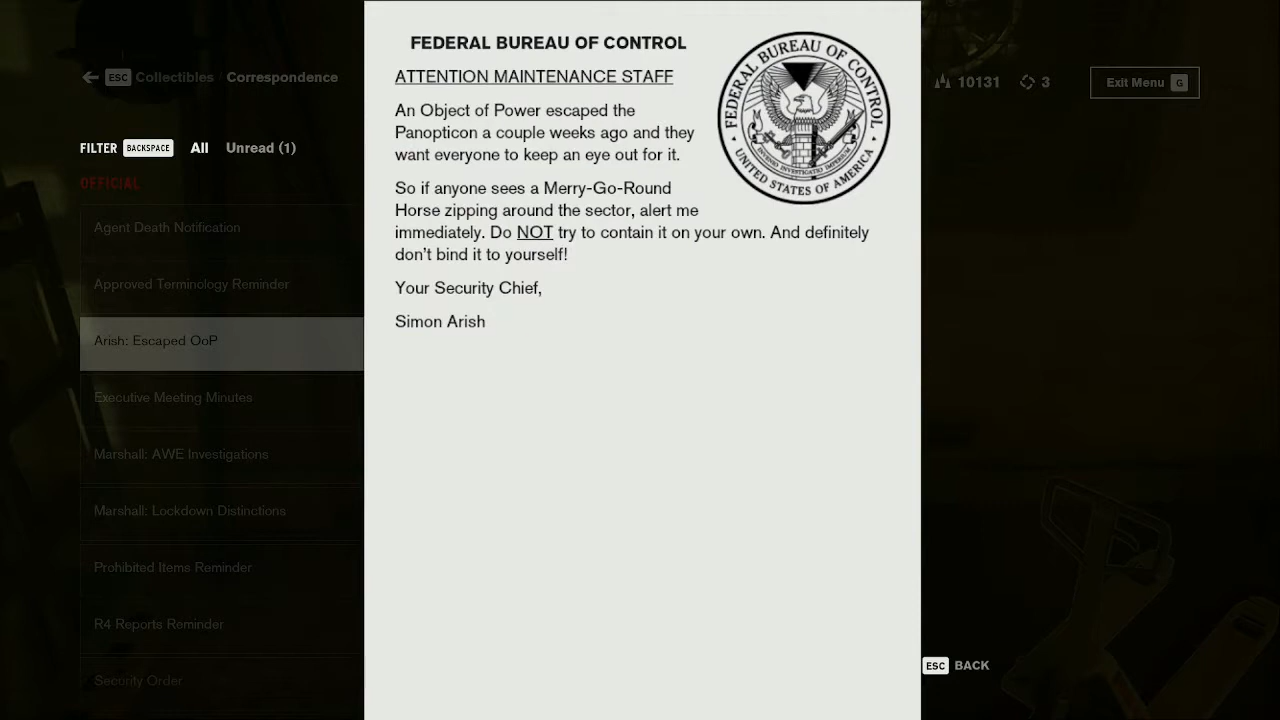 FEDERAL BUREAU OF CONTROL
ATTENTION MAINTENANCE STAFF
An Object of Power escaped the
Panopticon a couple weeks ago and they
want everyone to keep an eye out for it.
So if anyone sees a Merry-Go-Round
Horse zipping around the sector, alert me
immediately. Do NOT try to contain it on your own. And definitely
don't bind it to yourself!
Your Security Chief,
Simon Arish
FEDERAL BUREAU OF CONTROL
INVENIO INVESTIGATIO IMPERIUM
UNITED STATES OF AMERICA
ESC Collectibles / Correspondence
10131 3 Exit Menu G
FILTER BACKSPACE All Unread (1)
OFFICIAL
Agent Death Notification
Approved Terminology Reminder
Arish: Escaped OoP
Executive Meeting Minutes
Marshall: AWE Investigations
Marshall: Lockdown Distinctions
Prohibited Items Reminder
R4 Reports Reminder
Security Order
ESC BACK